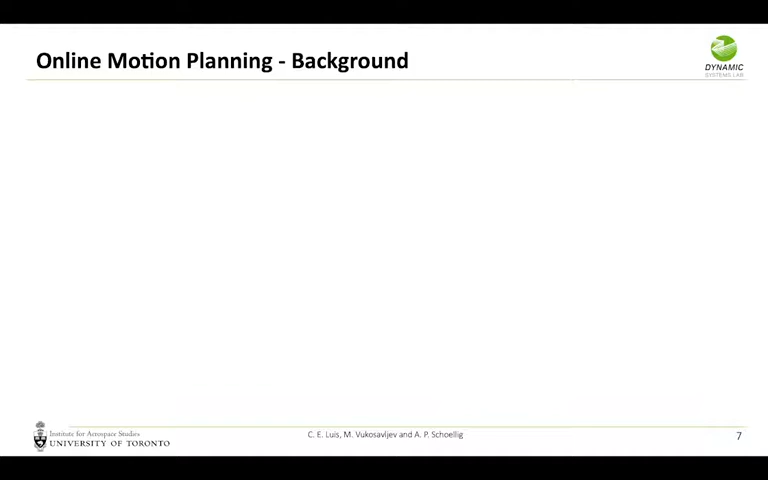 Online Motion Planning - Background
DYNAMIC
SYSTEMS LAB
Institute for Aerospace Studies
UNIVERSITY OF TORONTO
C. E. Luis, M. Vukosavljev and A. P. Schoellig
7